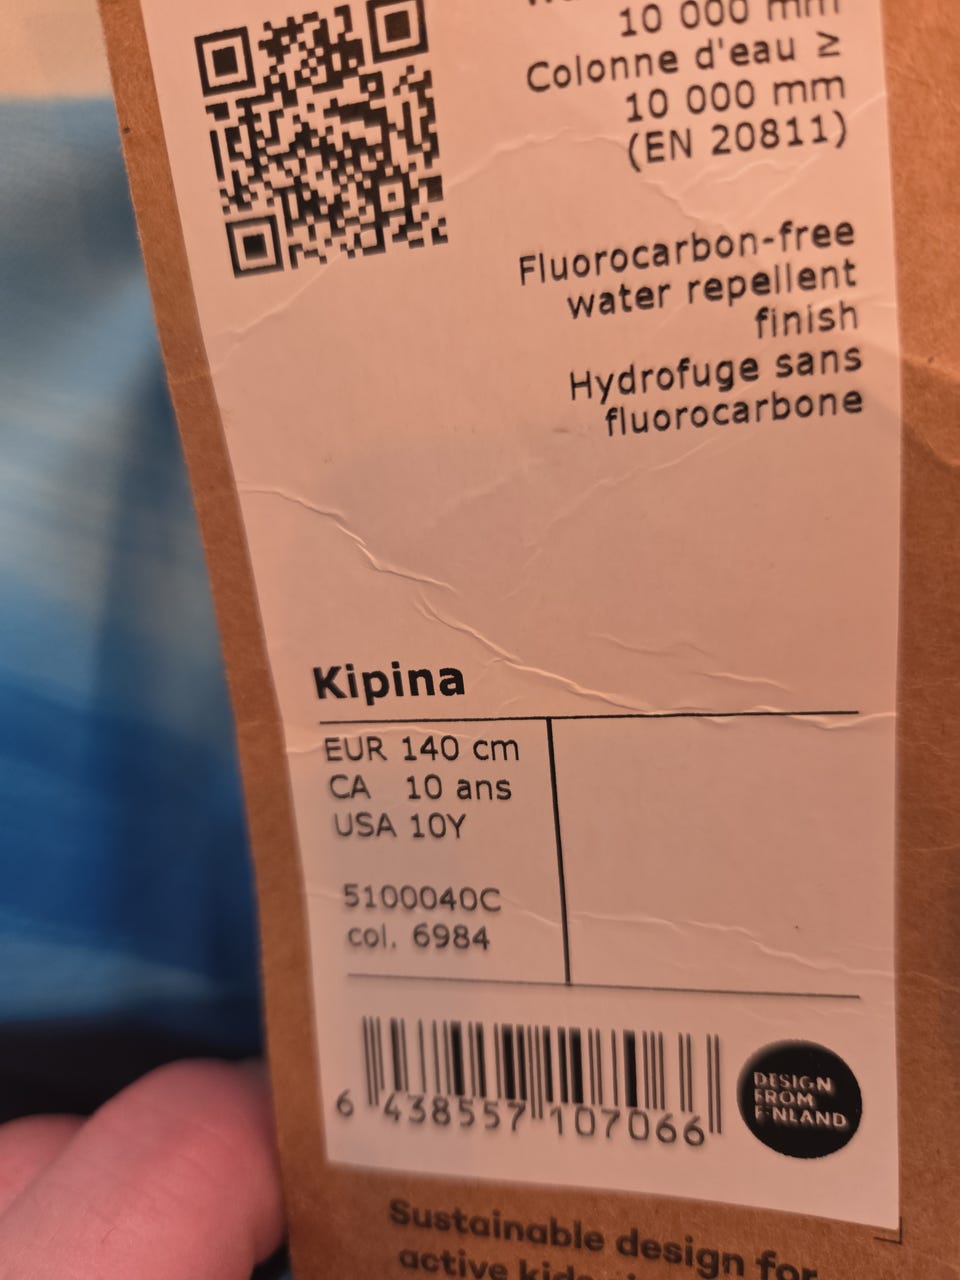 10 000 mm
Colonne d'eau ≥
10 000 mm
(EN 20811)
Fluorocarbon-free
water repellent
finish
Hydrofuge sans
fluorocarbone
Kipina
EUR 140 cm
CA 10 ans
USA 10Y
5100040C
col. 6984
6 438557 107066
DESIGN
FROM
FINLAND
Sustainable design for
active